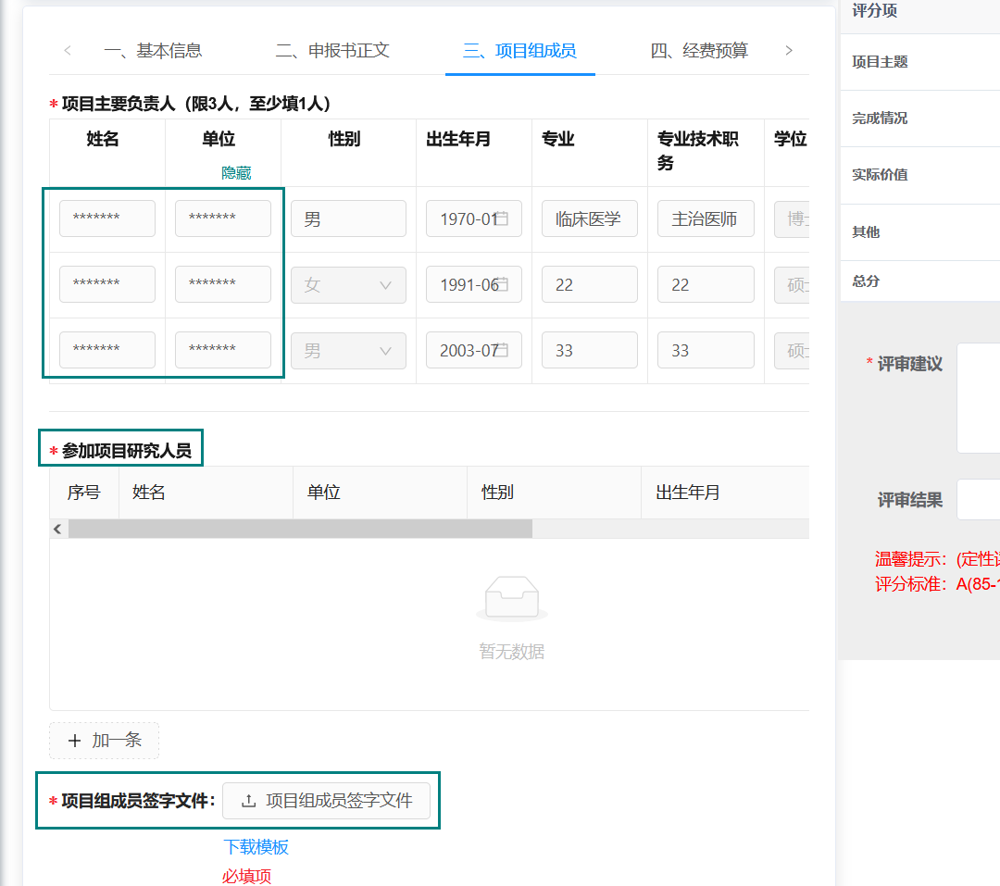 一、基本信息 二、申报书正文 三、项目组成员 四、经费预算
* 项目主要负责人（限3人，至少填1人）
姓名 单位 性别 出生年月 专业 专业技术职务 学位
隐藏
******* ******* 男 1970-01 临床医学 主治医师 博士
******* ******* 女 1991-06 22 22 硕士
******* ******* 男 2003-07 33 33 硕士
* 参加项目研究人员
序号 姓名 单位 性别 出生年月
暂无数据
+ 加一条
* 项目组成员签字文件： 项目组成员签字文件
下载模板
必填项
评分项
项目主题
完成情况
实际价值
其他
总分
* 评审建议
评审结果
温馨提示：(定性
评分标准：A(85-